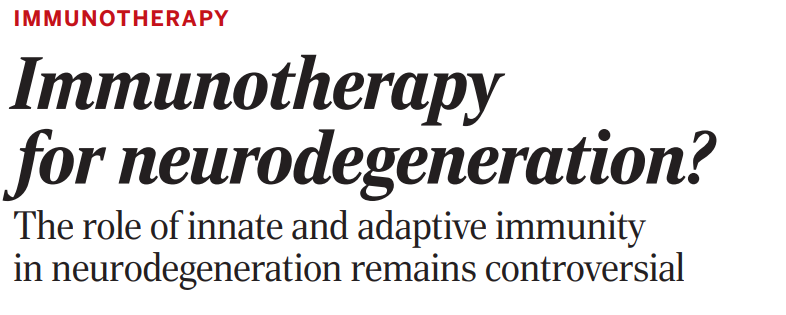 IMMUNOTHERAPY
Immunotherapy
for neurodegeneration?
The role of innate and adaptive immunity
in neurodegeneration remains controversial